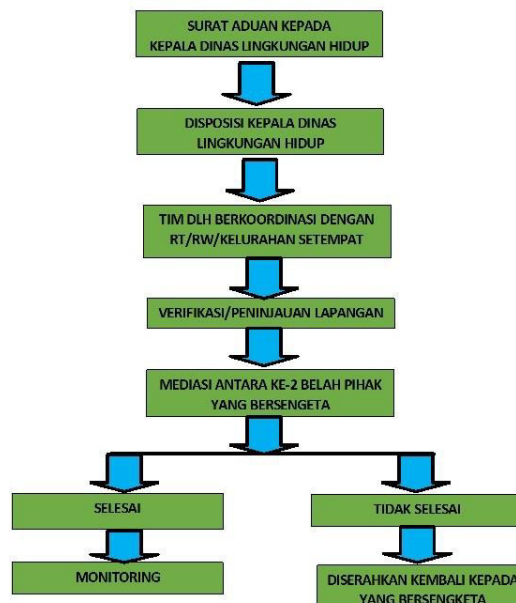 SURAT ADUAN KEPADA
KEPALA DINAS LINGKUNGAN HIDUP
DISPOSISI KEPALA DINAS
LINGKUNGAN HIDUP
TIM DLH BERKOORDINASI DENGAN
RT/RW/KELURAHAN SETEMPAT
VERIFIKASI/PENINJAUAN LAPANGAN
MEDIASI ANTARA KE-2 BELAH PIHAK
YANG BERSENGETA
SELESAI
TIDAK SELESAI
MONITORING
DISERAHKAN KEMBALI KEPADA
YANG BERSENGKETA